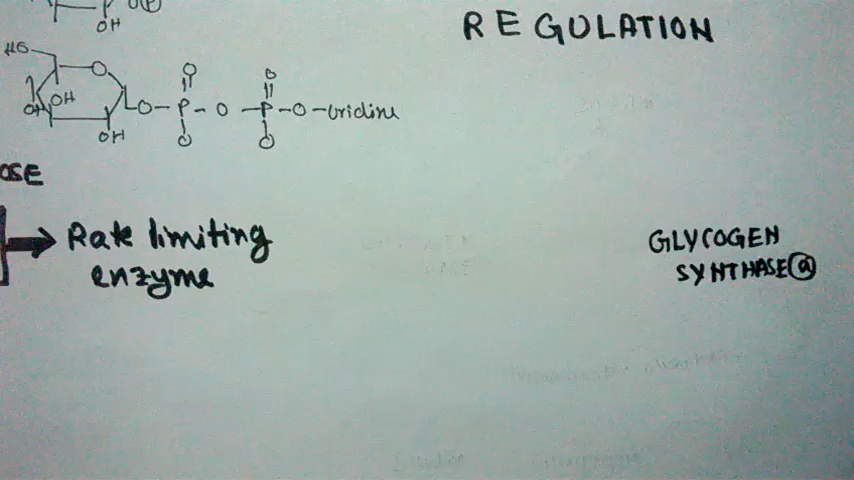 OH
REGULATION
HO
O
O
O
OH
OH
O-P-O-P-O-Uridine
O
O
OH
OSE
Rate limiting
enzyme
GLYCOGEN
SYNTHASE a